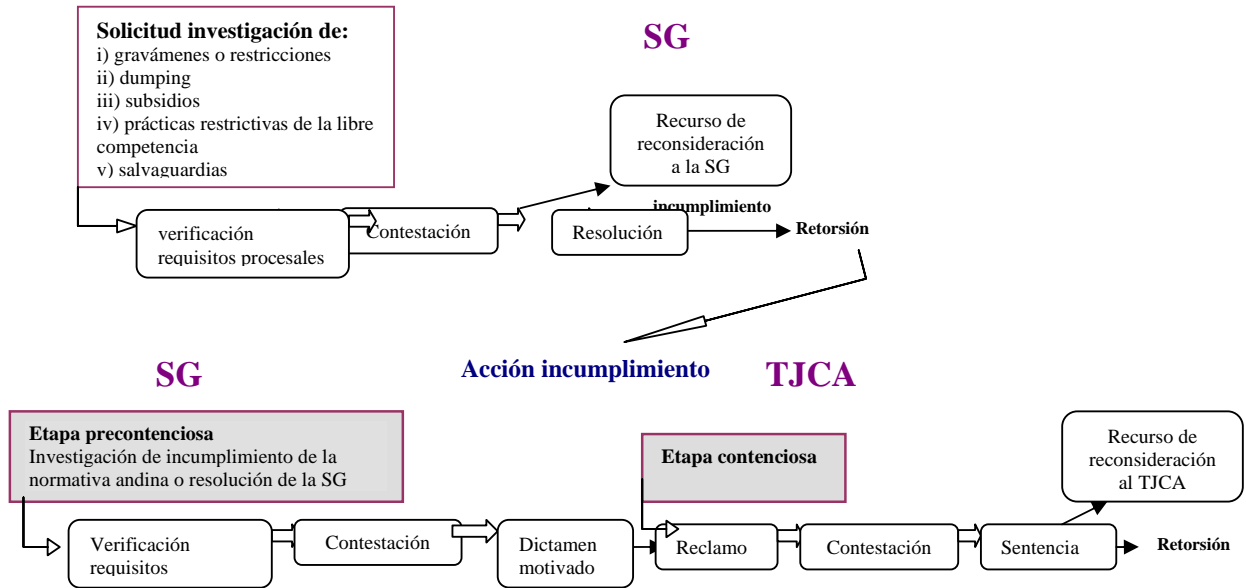 Solicitud investigación de:
i) gravámenes o restricciones
ii) dumping
iii) subsidios
iv) prácticas restrictivas de la libre
competencia
v) salvaguardias
SG
Recurso de
reconsideración
a la SG
incumplimiento
verificación
requisitos procesales
Contestación
Resolución
Retorsión
SG
Acción incumplimiento
TJCA
Etapa precontenciosa
Investigación de incumplimiento de la
normativa andina o resolución de la SG
Etapa contenciosa
Recurso de
reconsideración
al TJCA
Verificación
requisitos
Contestación
Dictamen
motivado
Reclamo
Contestación
Sentencia
Retorsión